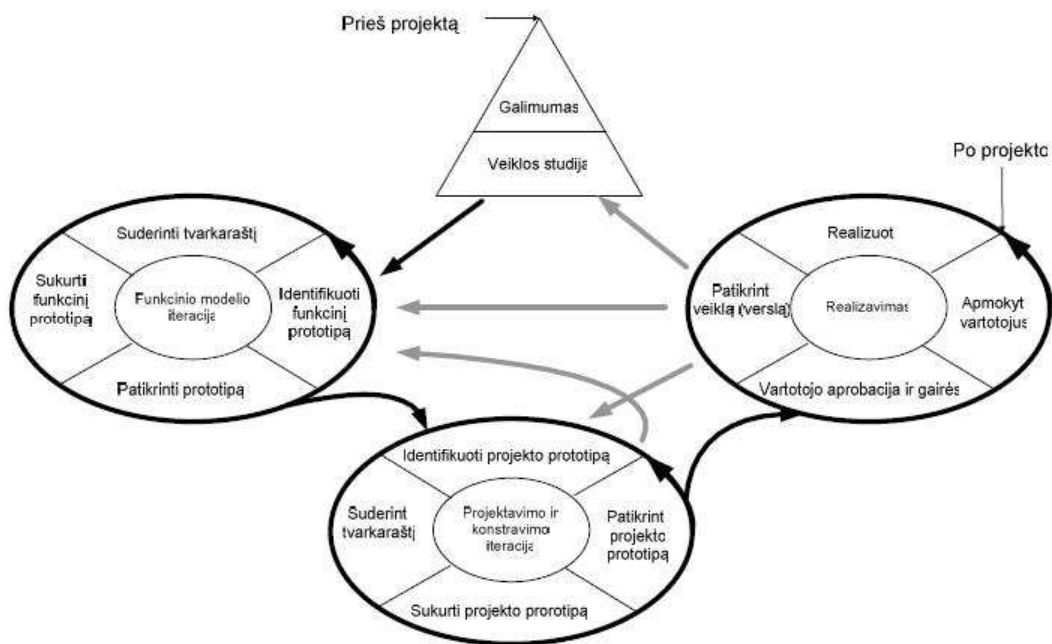 Prieš projektą
Galimumas
Veiklos studija
Po projekto
Suderinti tvarkaraštį
Sukurti
funkcinį
prototipą
Funkcinio modelio
iteracija
Identifikuoti
funkcinį
prototipą
Patikrinti prototipą
Realizuot
Patikrint
veiklą (verslą)
Realizavimas
Apmokyt
vartotojus
Vartotojo aprobacija ir gairės
Identifikuoti projekto prototipą
Suderint
tvarkaraštį
Projektavimo ir
konstravimo
iteracija
Patikrint
projekto
prototipą
Sukurti projekto prorotipą